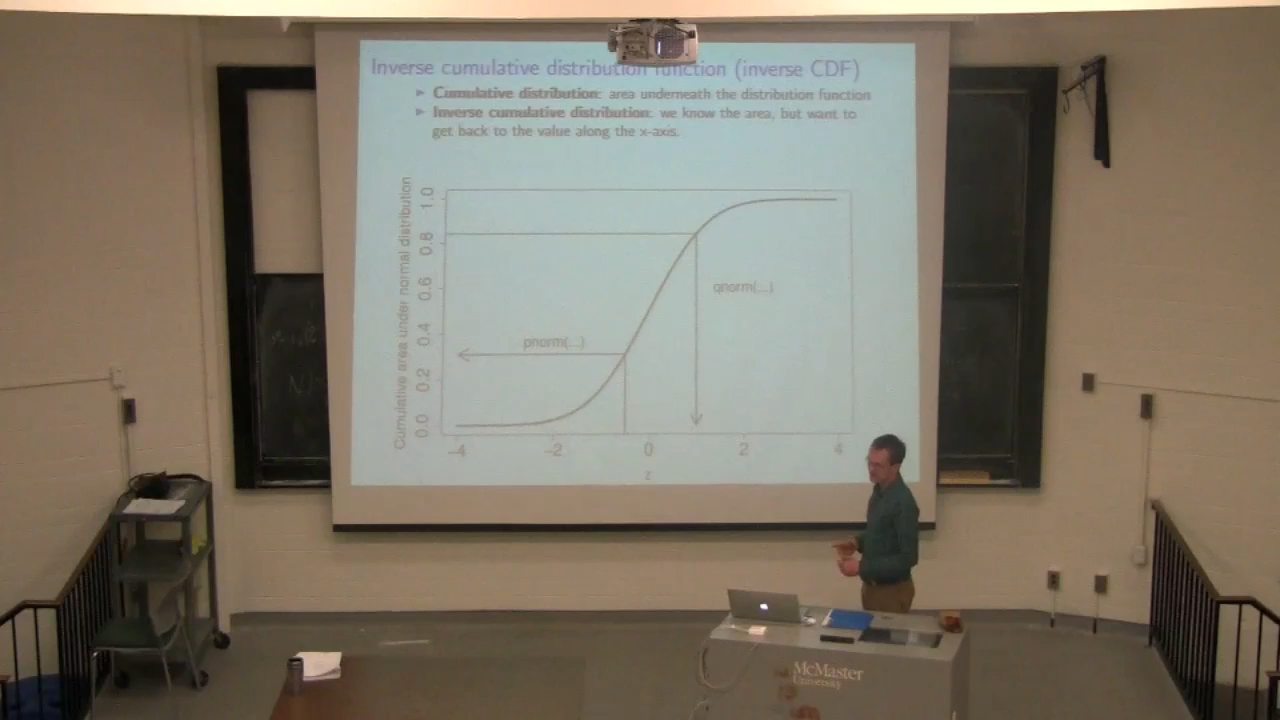 Inverse cumulative distribution function (inverse CDF)
Cumulative distribution: area underneath the distribution function
Inverse cumulative distribution: we know the area, but want to
get back to the value along the x-axis.
Cumulative area under normal distribution
1.0
0.8
0.6
0.4
0.2
0.0
qnorm(...)
pnorm(...)
-4
-2
0
2
4
z
McMaster
University